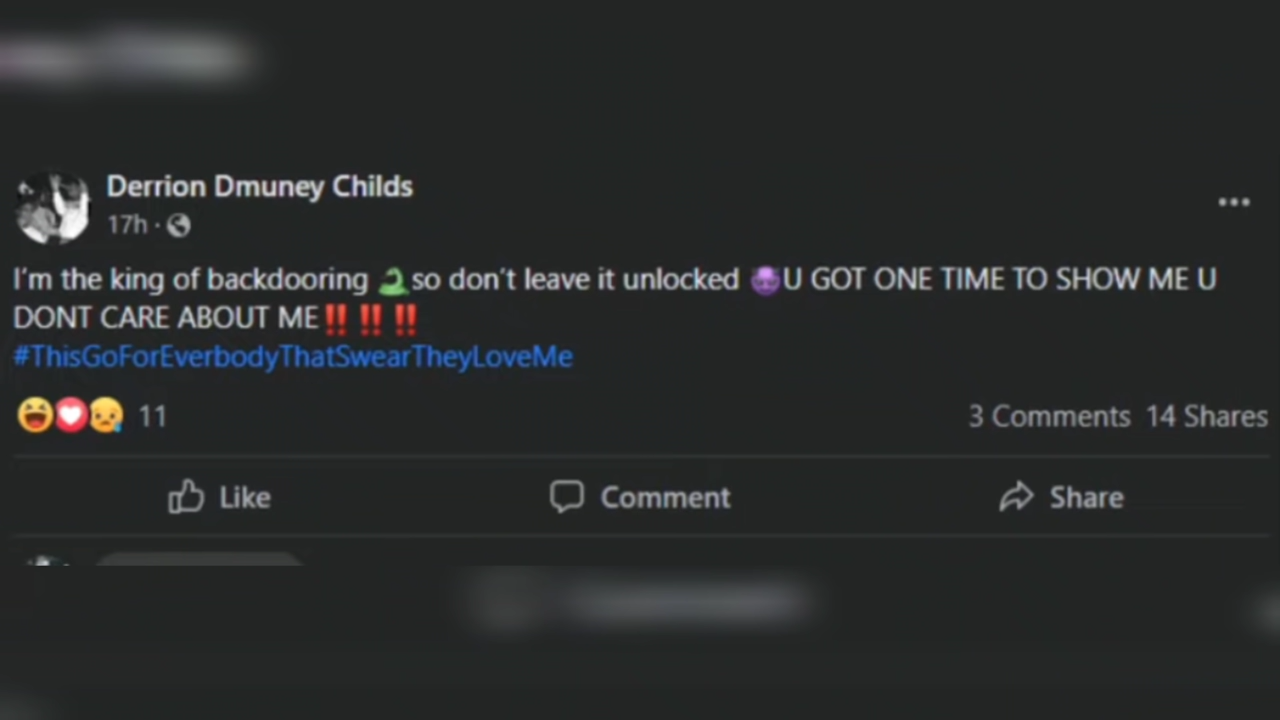 Derrion Dmuney Childs
17h ·
I'm the king of backdooring 🐍so don't leave it unlocked 😈U GOT ONE TIME TO SHOW ME U
DONT CARE ABOUT ME‼️ ‼️ ‼️
#ThisGoForEverbodyThatSwearTheyLoveMe
11
3 Comments 14 Shares
Like Comment Share